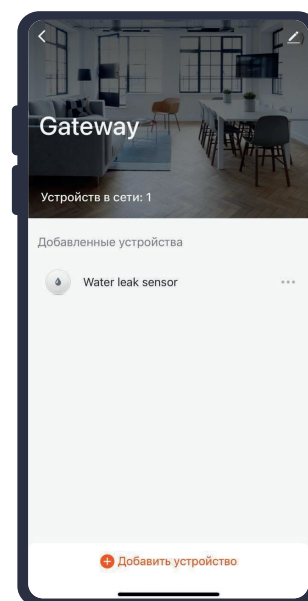 Gateway
Устройств в сети: 1
Добавленные устройства
Water leak sensor
Добавить устройство